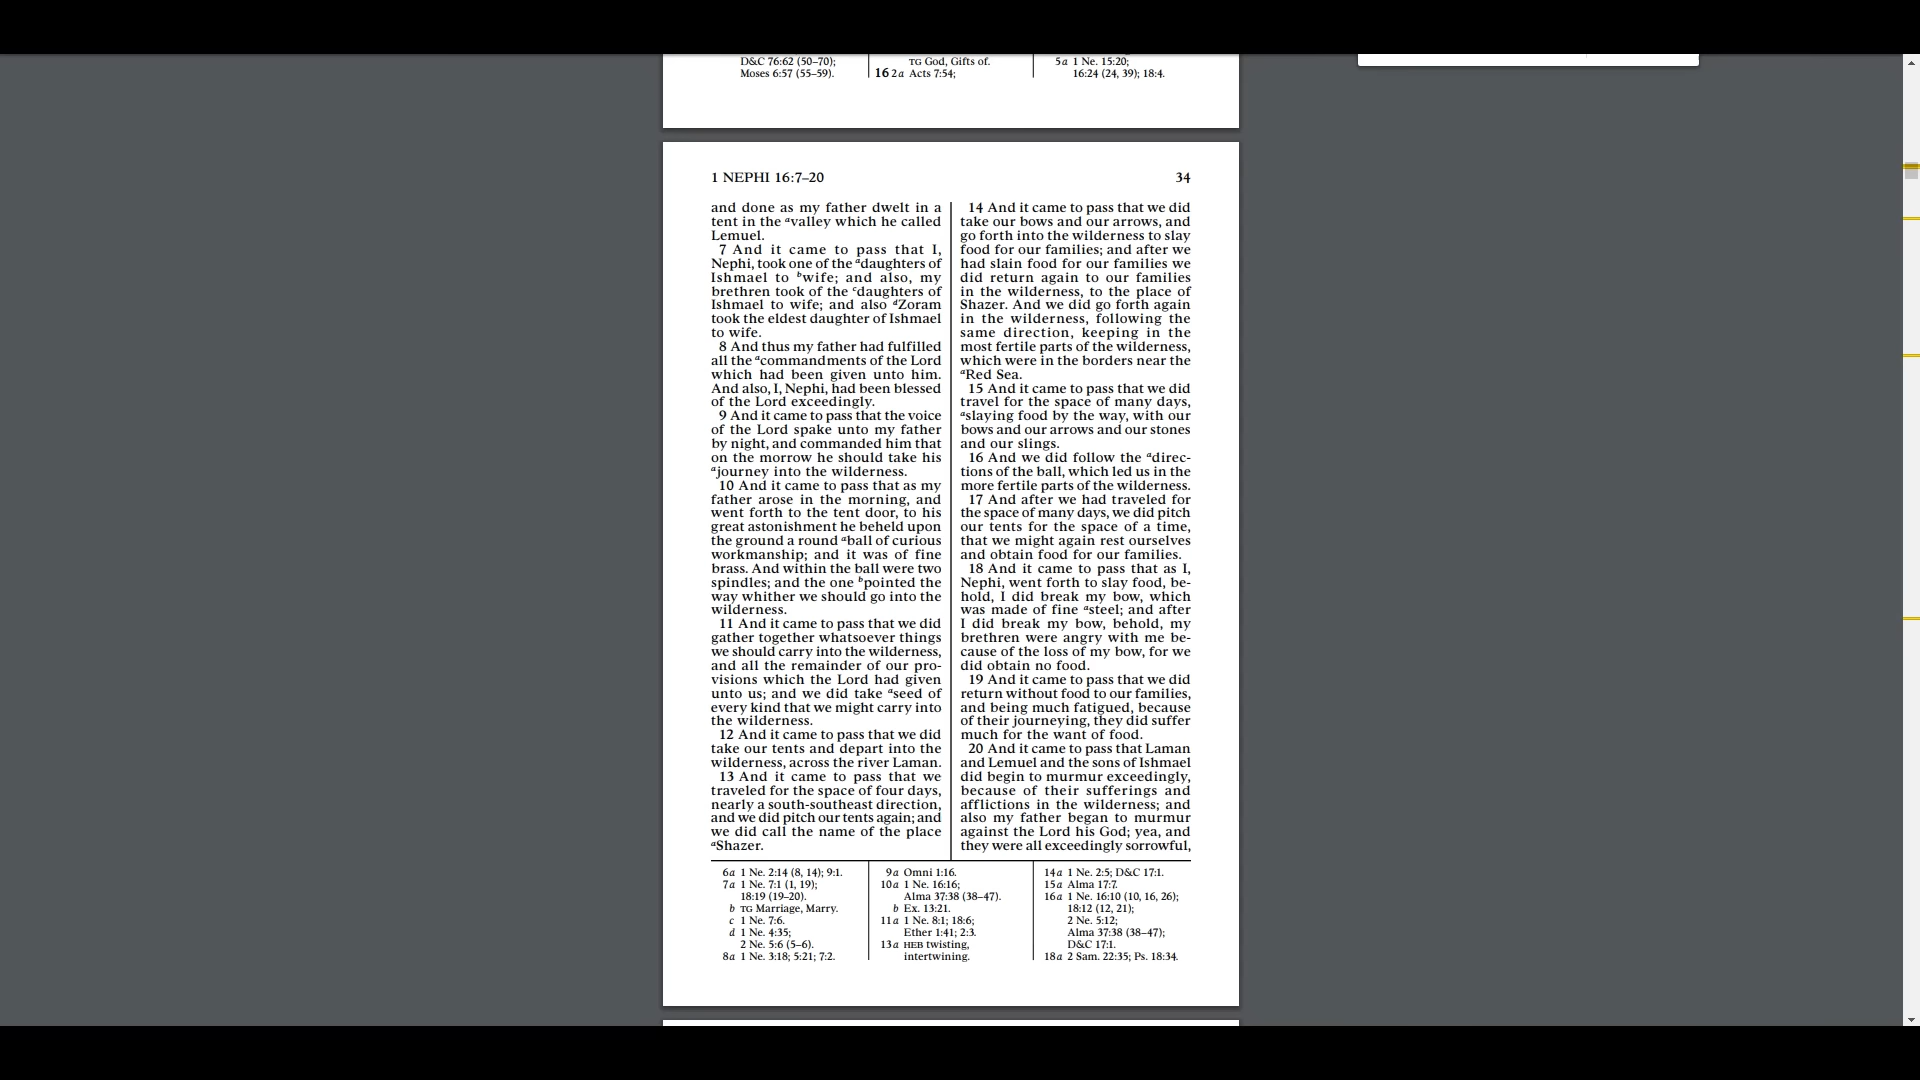 D&C 76:62 (50–70);
Moses 6:57 (55–59).
TG God, Gifts of.
16 2a Acts 7:54;
5a 1 Ne. 15:20;
16:24 (24, 39); 18:4.
1 NEPHI 16:7–20
34
and done as my father dwelt in a
tent in the avalley which he called
Lemuel.
7 And it came to pass that I,
Nephi, took one of the adaughters of
Ishmael to bwife; and also, my
brethren took of the cdaughters of
Ishmael to wife; and also dZoram
took the eldest daughter of Ishmael
to wife.
8 And thus my father had fulfilled
all the acommandments of the Lord
which had been given unto him.
And also, I, Nephi, had been blessed
of the Lord exceedingly.
9 And it came to pass that the voice
of the Lord spake unto my father
by night, and commanded him that
on the morrow he should take his
ajourney into the wilderness.
10 And it came to pass that as my
father arose in the morning, and
went forth to the tent door, to his
great astonishment he beheld upon
the ground a round aball of curious
workmanship; and it was of fine
brass. And within the ball were two
spindles; and the one bpointed the
way whither we should go into the
wilderness.
11 And it came to pass that we did
gather together whatsoever things
we should carry into the wilderness,
and all the remainder of our pro-
visions which the Lord had given
unto us; and we did take aseed of
every kind that we might carry into
the wilderness.
12 And it came to pass that we did
take our tents and depart into the
wilderness, across the river Laman.
13 And it came to pass that we
traveled for the space of four days,
nearly a south-southeast direction,
and we did pitch our tents again; and
we did call the name of the place
aShazer.
14 And it came to pass that we did
take our bows and our arrows, and
go forth into the wilderness to slay
food for our families; and after we
had slain food for our families we
did return again to our families
in the wilderness, to the place of
Shazer. And we did go forth again
in the wilderness, following the
same direction, keeping in the
most fertile parts of the wilderness,
which were in the borders near the
aRed Sea.
15 And it came to pass that we did
travel for the space of many days,
aslaying food by the way, with our
bows and our arrows and our stones
and our slings.
16 And we did follow the adirec-
tions of the ball, which led us in the
more fertile parts of the wilderness.
17 And after we had traveled for
the space of many days, we did pitch
our tents for the space of a time,
that we might again rest ourselves
and obtain food for our families.
18 And it came to pass that as I,
Nephi, went forth to slay food, be-
hold, I did break my bow, which
was made of fine asteel; and after
I did break my bow, behold, my
brethren were angry with me be-
cause of the loss of my bow, for we
did obtain no food.
19 And it came to pass that we did
return without food to our families,
and being much fatigued, because
of their journeying, they did suffer
much for the want of food.
20 And it came to pass that Laman
and Lemuel and the sons of Ishmael
did begin to murmur exceedingly,
because of their sufferings and
afflictions in the wilderness; and
also my father began to murmur
against the Lord his God; yea, and
they were all exceedingly sorrowful,
6a 1 Ne. 2:14 (8, 14); 9:1.
7a 1 Ne. 7:1 (1, 19);
18:19 (19–20).
b TG Marriage, Marry.
c 1 Ne. 7:6.
d 1 Ne. 4:35;
2 Ne. 5:6 (5–6).
8a 1 Ne. 3:18; 5:21; 7:2.
9a Omni 1:16.
10a 1 Ne. 16:16;
Alma 37:38 (38–47).
b Ex. 13:21.
11a 1 Ne. 8:1; 18:6;
Ether 1:41; 2:3.
13a HEB twisting,
intertwining.
14a 1 Ne. 2:5; D&C 17:1.
15a Alma 17:7.
16a 1 Ne. 16:10 (10, 16, 26);
18:12 (12, 21);
2 Ne. 5:12;
Alma 37:38 (38–47);
D&C 17:1.
18a 2 Sam. 22:35; Ps. 18:34.